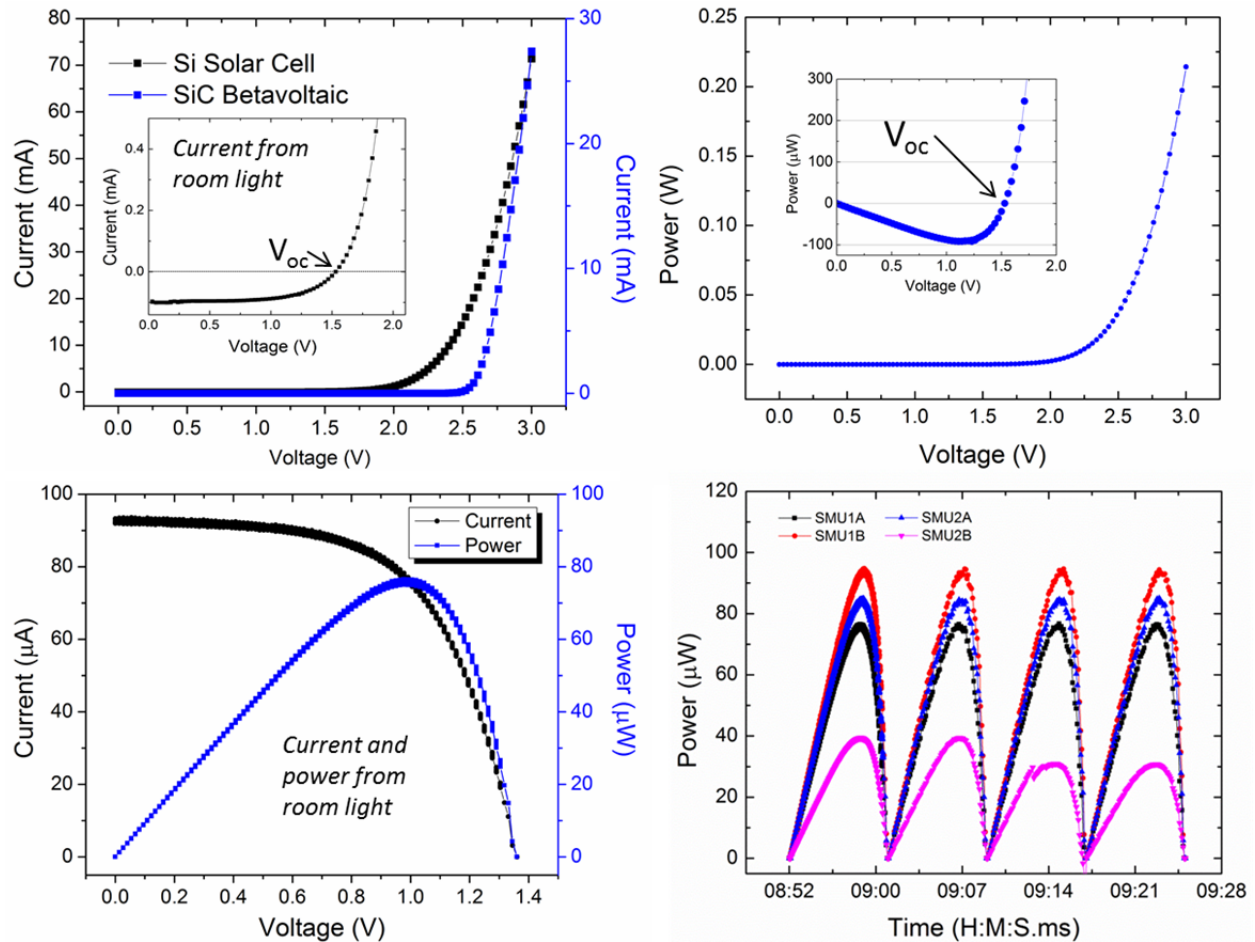 Si Solar Cell
SiC Betavoltaic
Current (mA)
80
70
60
50
40
30
20
10
0
0.0 0.5 1.0 1.5 2.0 2.5 3.0
Voltage (V)
30
20
10
0
Current (mA)
Current from
room light
Current (mA)
0.4
0.2
0.0
V_oc
0.0 0.5 1.0 1.5 2.0
Voltage (V)
Power (W)
0.25
0.20
0.15
0.10
0.05
0.00
0.0 0.5 1.0 1.5 2.0 2.5 3.0
Voltage (V)
Power (µW)
300
200
100
0
-100
V_oc
0.0 0.5 1.0 1.5 2.0
Voltage (V)
Current (µA)
100
80
60
40
20
0
0.0 0.2 0.4 0.6 0.8 1.0 1.2 1.4
Voltage (V)
100
80
60
40
20
0
Power (µW)
Current
Power
Current and
power from
room light
Power (µW)
120
100
80
60
40
20
0
SMU1A SMU2A
SMU1B SMU2B
08:52 09:00 09:07 09:14 09:21 09:28
Time (H:M:S.ms)